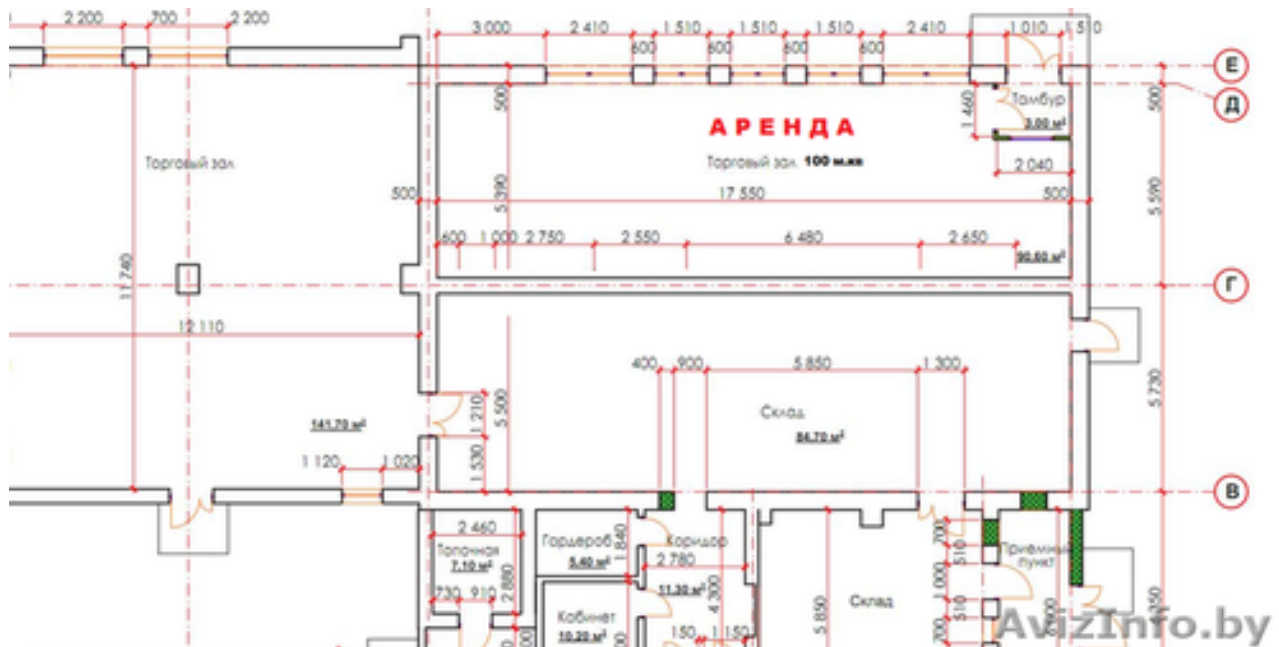 2 200 700 2 200
3 000 2 410 1 510 1 510 1 510 2 410 1 010 1 510
600 600 600 600
Е
Д
500 1 460 Тамбур 500
3.00 м²
АРЕНДА
Торговый зал
Торговый зал 100 м.кв
2 040
500 17 550 500
5 390 5 590
600 1 000 2 750 2 550 6 480 2 650
90.60 м²
11 740
Г
12 110
400 900 5 850 1 300
5 730
1 210 5 500
Склад
84.70 м²
141.70 м²
1 530
1 120 1 020
В
2 460
Топочная
7.10 м²
2 880
730 910
Гардероб
5.40 м²
1 840
Коридор
2 780
11.30 м²
4 300
Кабинет
10.20 м²
150 1 150
5 850
Склад
700 510 1 000 510 700
Приёмный
пункт
AvizInfo.by